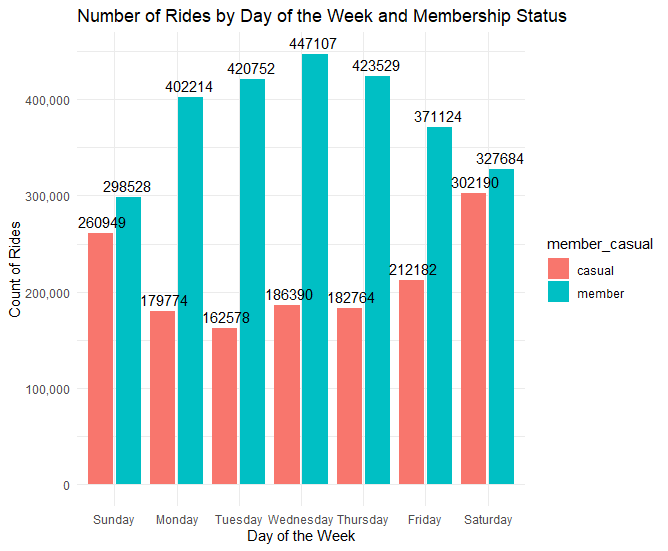 Number of Rides by Day of the Week and Membership Status
447107
420752
423529
402214
371124
400,000
327684
302190
298528
300,000
260949
212182
186390
182764
179774
162578
200,000
100,000
0
Count of Rides
member_casual
casual
member
Sunday Monday Tuesday Wednesday Thursday Friday Saturday
Day of the Week